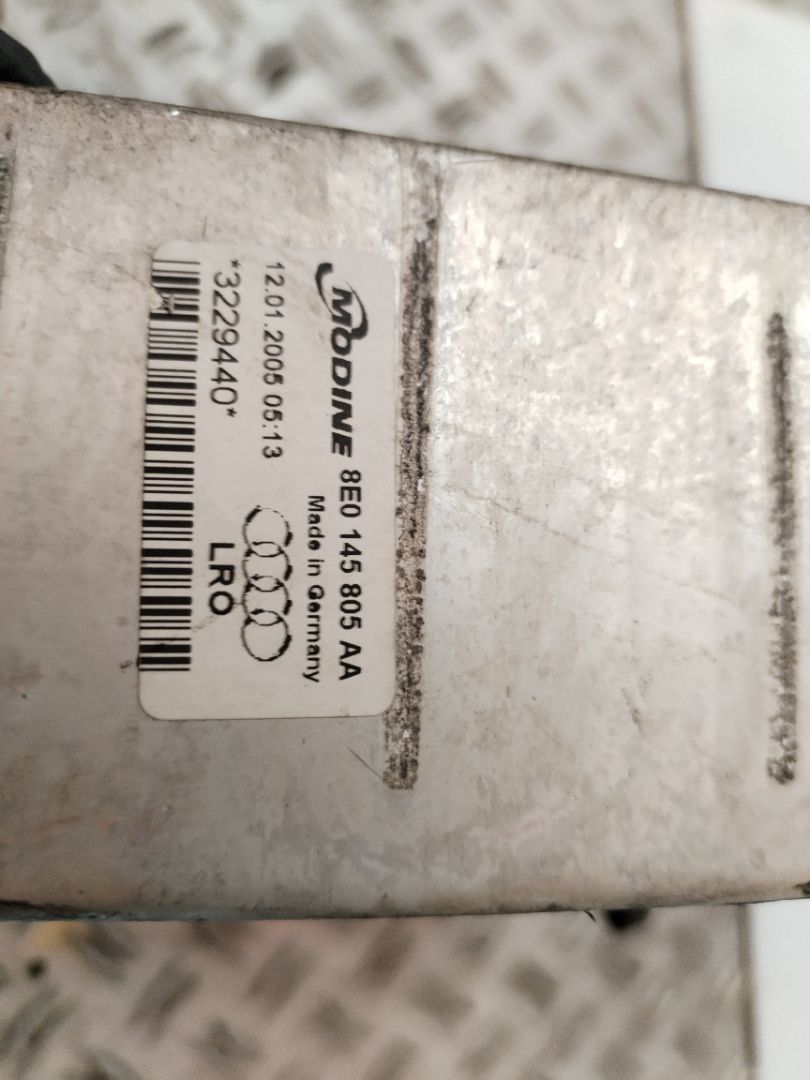 MODINE 8E0 145 805 AA
Made in Germany
12.01.2005 05:13
*3229440*
LRO